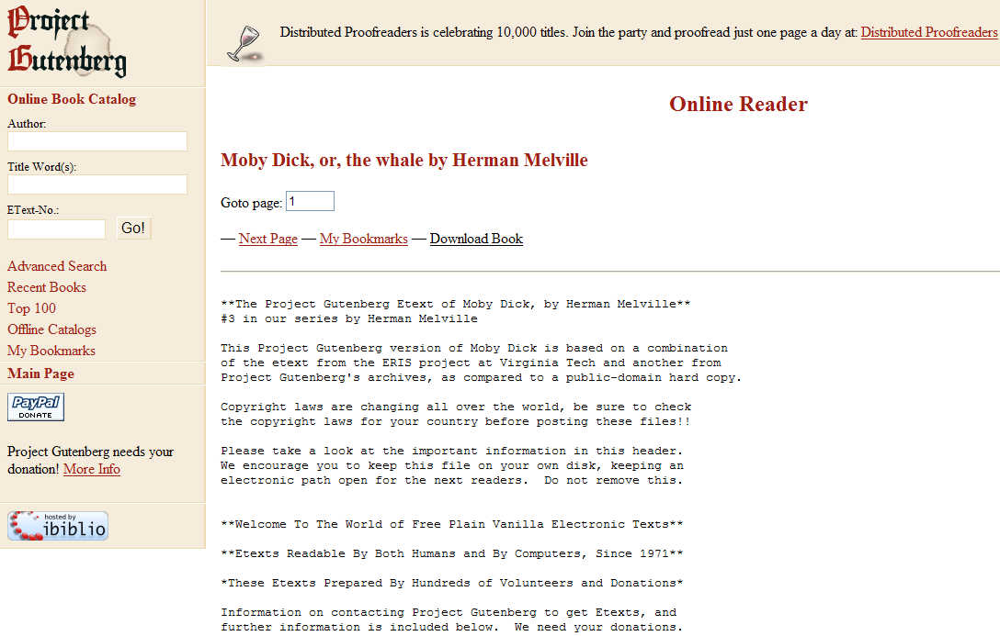 Project
Gutenberg
Online Book Catalog
Author:
Title Word(s):
EText-No.:
Go!
Advanced Search
Recent Books
Top 100
Offline Catalogs
My Bookmarks
Main Page
PayPal
DONATE
Project Gutenberg needs your
donation! More Info
hosted by
ibiblio
Distributed Proofreaders is celebrating 10,000 titles. Join the party and proofread just one page a day at: Distributed Proofreaders
Online Reader
Moby Dick, or, the whale by Herman Melville
Goto page: 1
— Next Page — My Bookmarks — Download Book
**The Project Gutenberg Etext of Moby Dick, by Herman Melville**
#3 in our series by Herman Melville
This Project Gutenberg version of Moby Dick is based on a combination
of the etext from the ERIS project at Virginia Tech and another from
Project Gutenberg's archives, as compared to a public-domain hard copy.
Copyright laws are changing all over the world, be sure to check
the copyright laws for your country before posting these files!!
Please take a look at the important information in this header.
We encourage you to keep this file on your own disk, keeping an
electronic path open for the next readers.  Do not remove this.
**Welcome To The World of Free Plain Vanilla Electronic Texts**
**Etexts Readable By Both Humans and By Computers, Since 1971**
*These Etexts Prepared By Hundreds of Volunteers and Donations*
Information on contacting Project Gutenberg to get Etexts, and
further information is included below.  We need your donations.